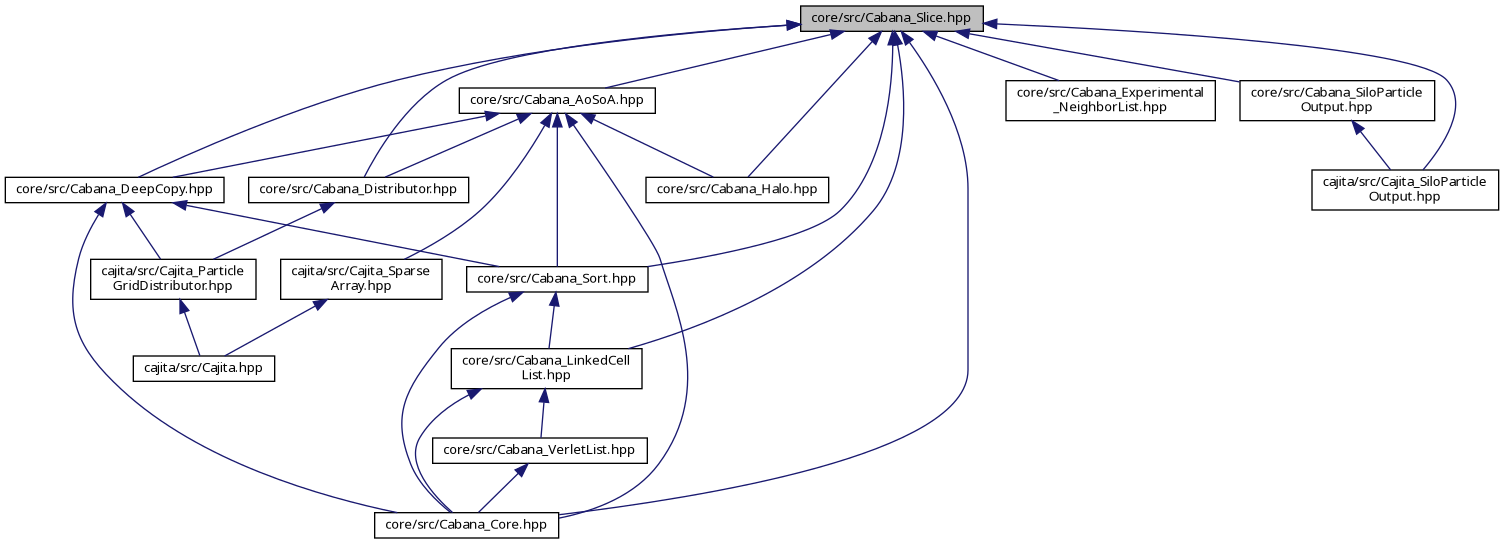 core/src/Cabana_Slice.hpp
core/src/Cabana_AoSoA.hpp
core/src/Cabana_Experimental
_NeighborList.hpp
core/src/Cabana_SiloParticle
Output.hpp
core/src/Cabana_DeepCopy.hpp
core/src/Cabana_Distributor.hpp
core/src/Cabana_Halo.hpp
cajita/src/Cajita_SiloParticle
Output.hpp
cajita/src/Cajita_Particle
GridDistributor.hpp
cajita/src/Cajita_Sparse
Array.hpp
core/src/Cabana_Sort.hpp
cajita/src/Cajita.hpp
core/src/Cabana_LinkedCell
List.hpp
core/src/Cabana_VerletList.hpp
core/src/Cabana_Core.hpp